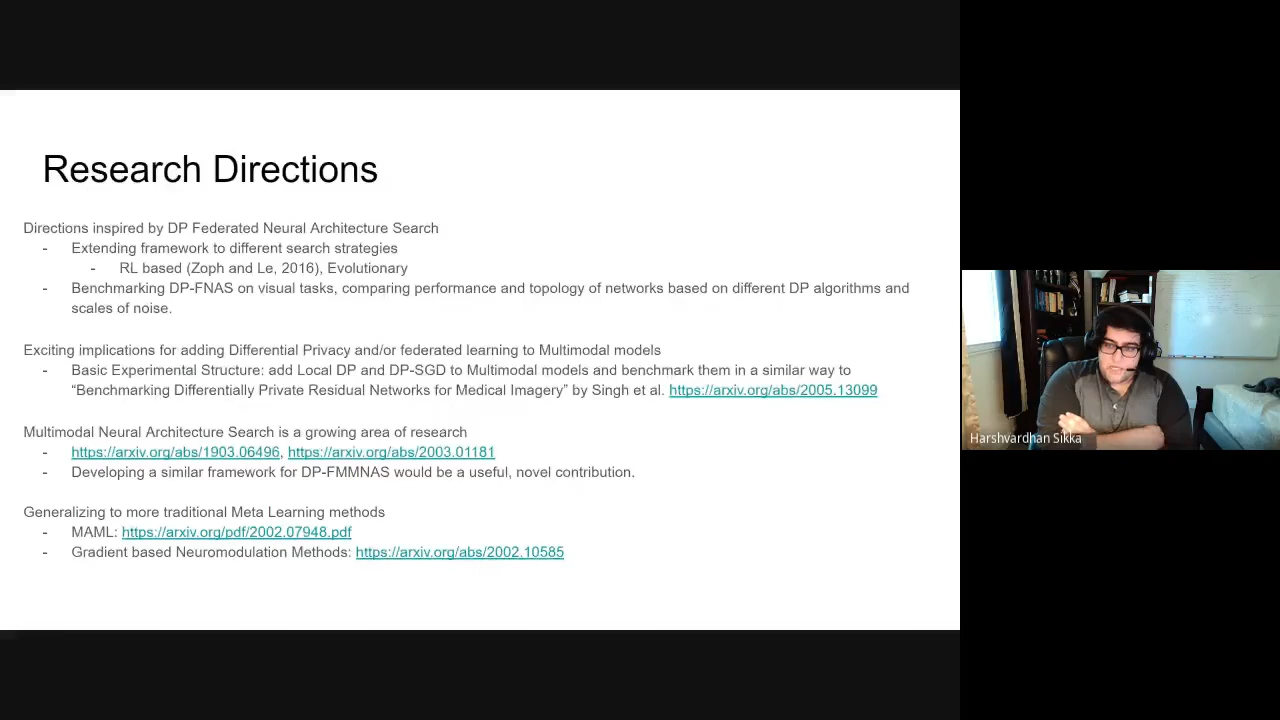 Research Directions
Directions inspired by DP Federated Neural Architecture Search
- Extending framework to different search strategies
- RL based (Zoph and Le, 2016), Evolutionary
- Benchmarking DP-FNAS on visual tasks, comparing performance and topology of networks based on different DP algorithms and
scales of noise.
Exciting implications for adding Differential Privacy and/or federated learning to Multimodal models
- Basic Experimental Structure: add Local DP and DP-SGD to Multimodal models and benchmark them in a similar way to
“Benchmarking Differentially Private Residual Networks for Medical Imagery” by Singh et al. https://arxiv.org/abs/2005.13099
Multimodal Neural Architecture Search is a growing area of research
- https://arxiv.org/abs/1903.06496, https://arxiv.org/abs/2003.01181
- Developing a similar framework for DP-FMMNAS would be a useful, novel contribution.
Generalizing to more traditional Meta Learning methods
- MAML: https://arxiv.org/pdf/2002.07948.pdf
- Gradient based Neuromodulation Methods: https://arxiv.org/abs/2002.10585
Harshvardhan Sikka